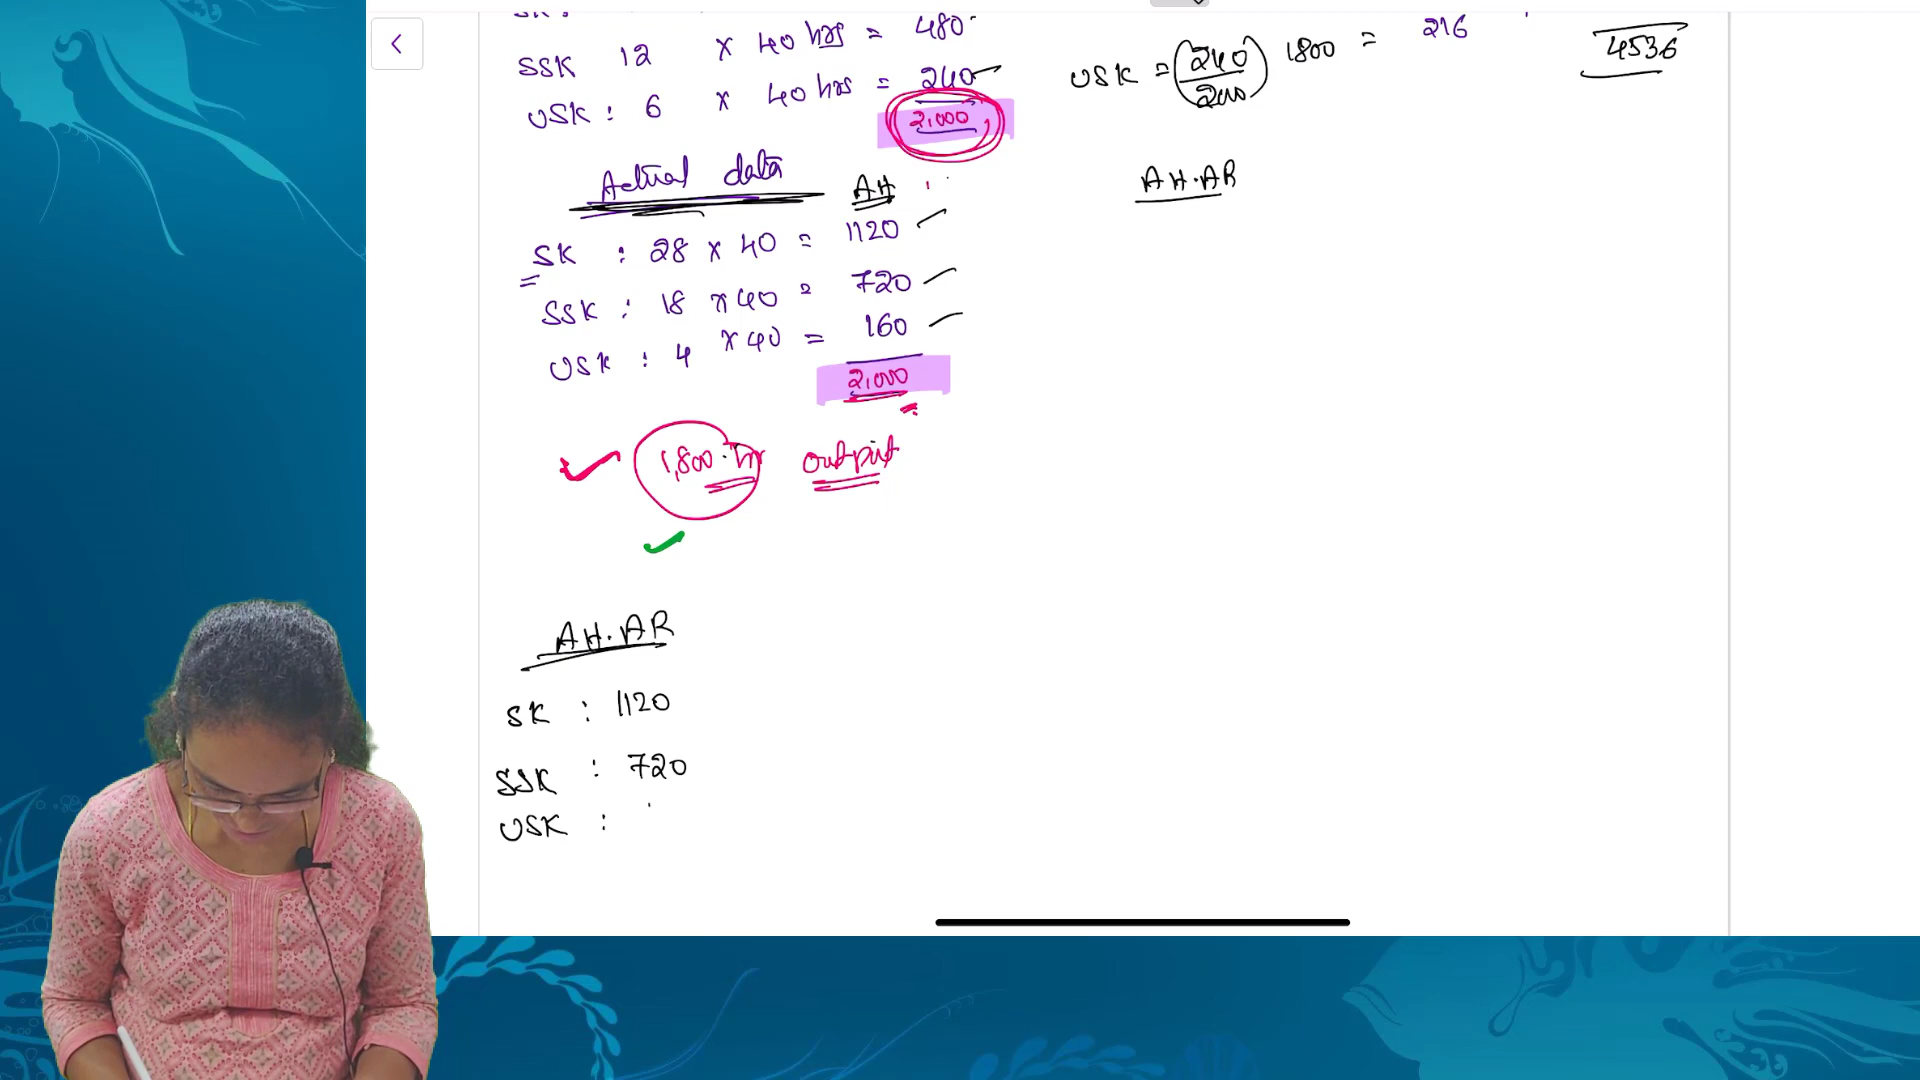 SSK 12 x 40 hrs = 480
USK : 6 x 40 hrs = 240
2,000
Actual data AH
SK : 28 x 40 = 1120
SSK : 18 x 40 = 720
USK : 4 x 40 = 160
2,000
1,800 hr output
AH.AR
SK : 1120
SSK : 720
USK :
216
4536
USK = (240/200) 1800 =
AH.AR